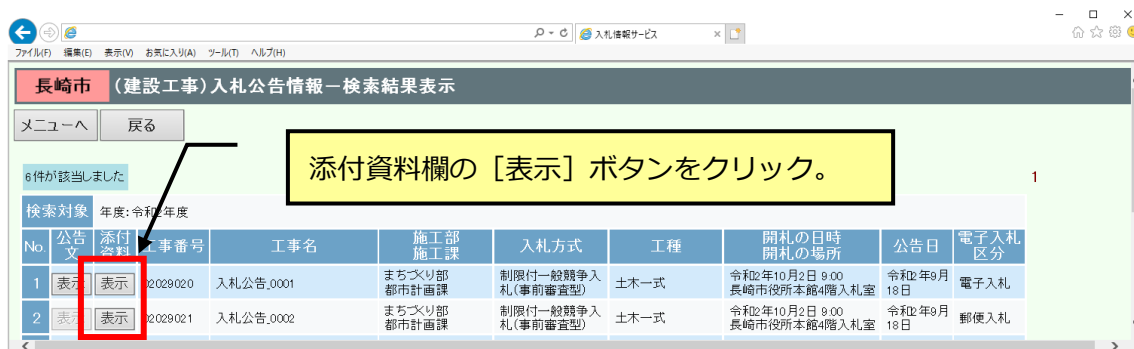 入札情報サービス
ファイル(F) 編集(E) 表示(V) お気に入り(A) ツール(T) ヘルプ(H)
長崎市 (建設工事)入札公告情報－検索結果表示
メニューへ 戻る
添付資料欄の［表示］ボタンをクリック。
6件が該当しました
1
検索対象 年度:令和2年度
No. 公告文 添付資料 工事番号 工事名 施工部 施工課 入札方式 工種 開札の日時 開札の場所 公告日 電子入札区分
1 表示 表示 02029020 入札公告_0001 まちづくり部 都市計画課 制限付一般競争入札(事前審査型) 土木一式 令和2年10月2日 9:00 長崎市役所本館4階入札室 令和2年9月18日 電子入札
2 表示 表示 02029021 入札公告_0002 まちづくり部 都市計画課 制限付一般競争入札(事前審査型) 土木一式 令和2年10月2日 9:00 長崎市役所本館4階入札室 令和2年9月18日 郵便入札